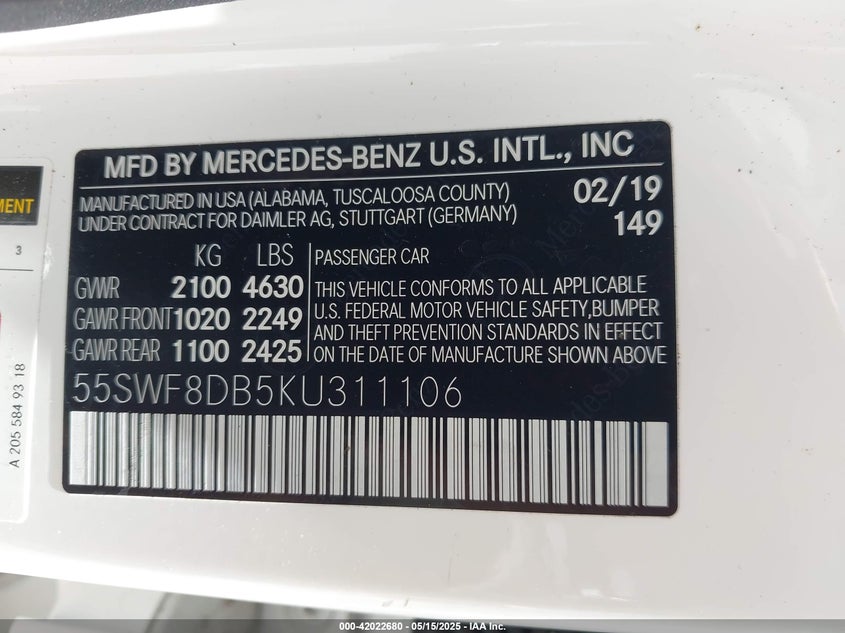 MFD BY MERCEDES-BENZ U.S. INTL., INC
MANUFACTURED IN USA (ALABAMA, TUSCALOOSA COUNTY)
UNDER CONTRACT FOR DAIMLER AG, STUTTGART (GERMANY)
02/19
149
KG LBS
GVWR 2100 4630
GAWR FRONT 1020 2249
GAWR REAR 1100 2425
PASSENGER CAR
THIS VEHICLE CONFORMS TO ALL APPLICABLE
U.S. FEDERAL MOTOR VEHICLE SAFETY,BUMPER
AND THEFT PREVENTION STANDARDS IN EFFECT
ON THE DATE OF MANUFACTURE SHOWN ABOVE
55SWF8DB5KU311106
MENT
3
A 205 584 93 18
000-42022680 - 05/15/2025 - IAA Inc.